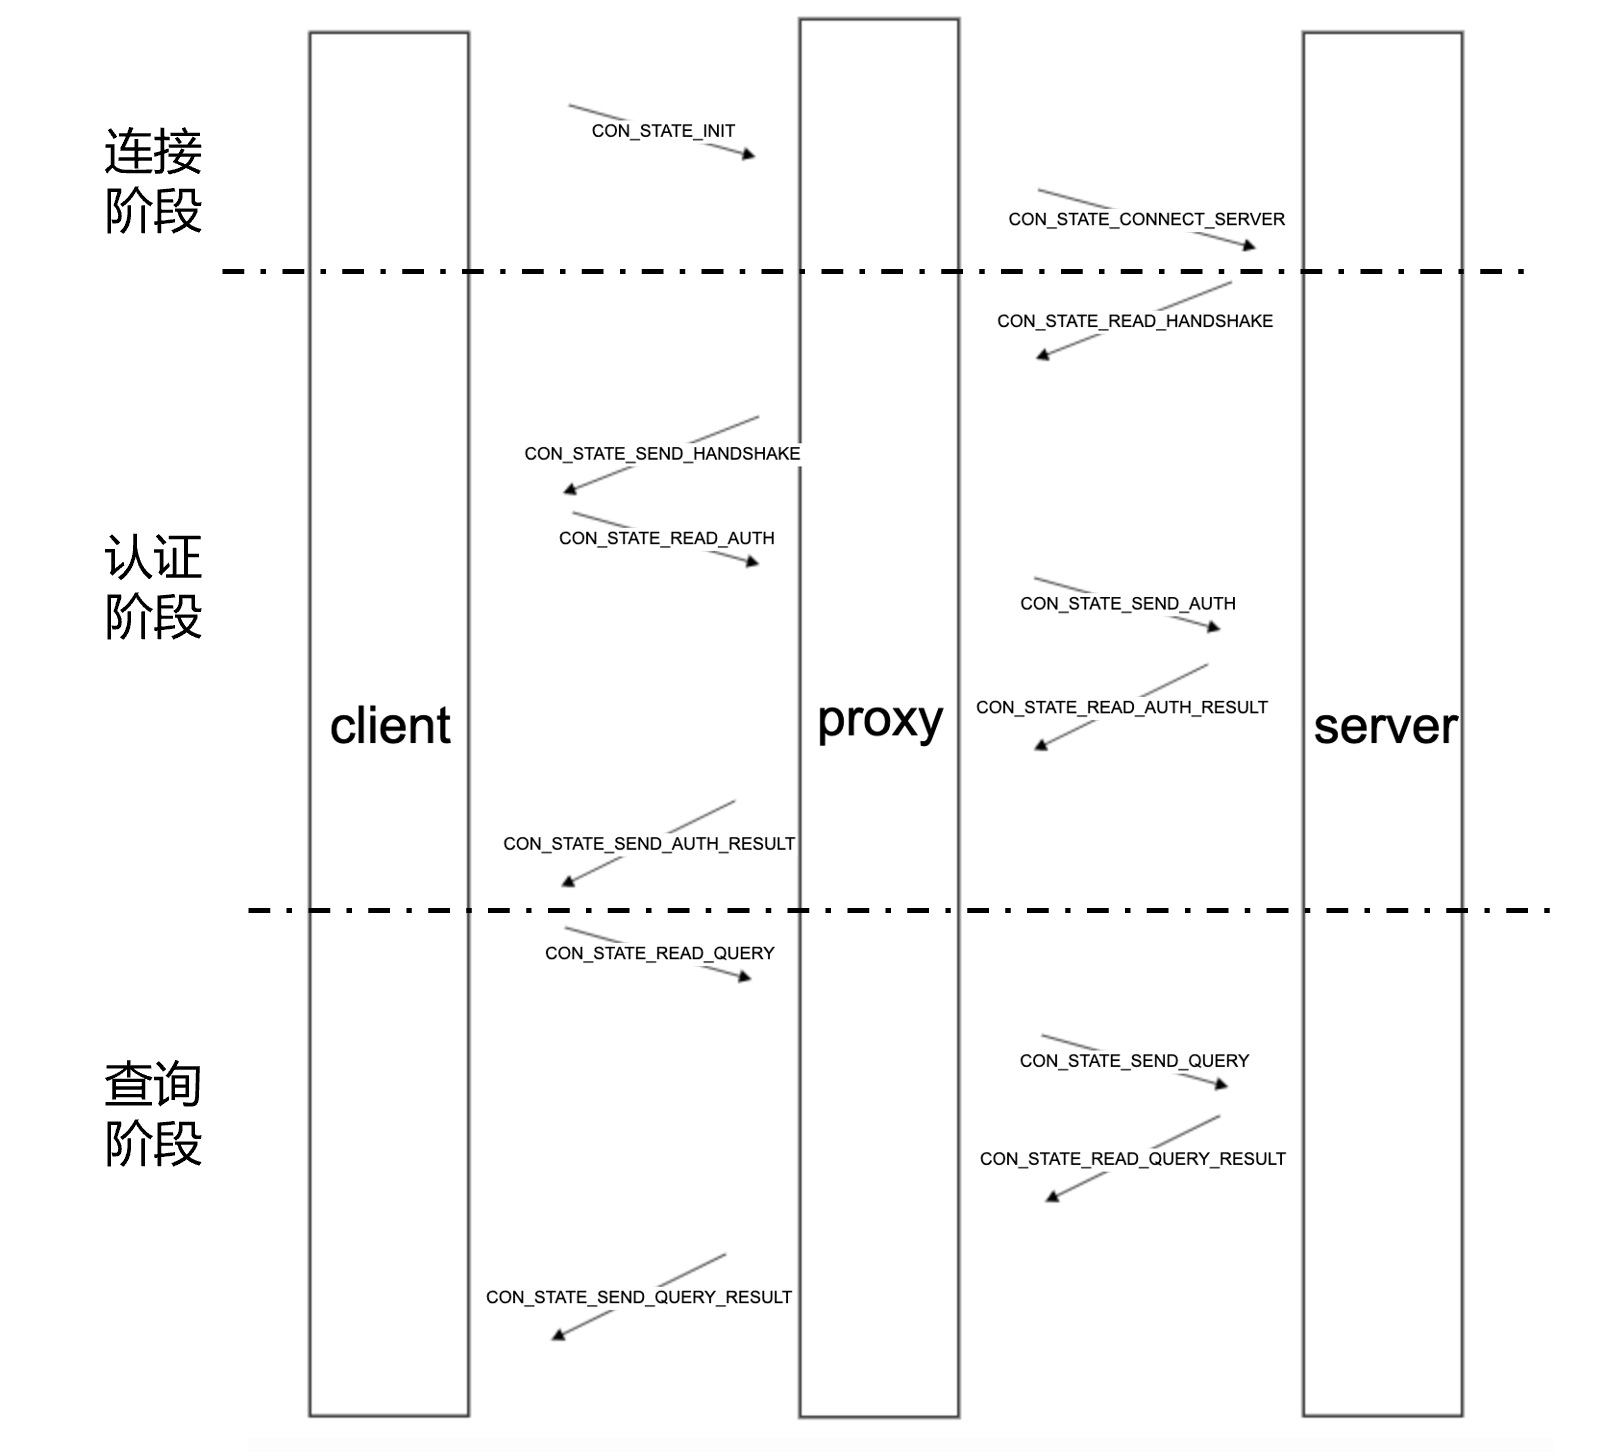 连接
阶段
CON_STATE_INIT
CON_STATE_CONNECT_SERVER
CON_STATE_READ_HANDSHAKE
CON_STATE_SEND_HANDSHAKE
认证
阶段
CON_STATE_READ_AUTH
CON_STATE_SEND_AUTH
CON_STATE_READ_AUTH_RESULT
client
proxy
server
CON_STATE_SEND_AUTH_RESULT
CON_STATE_READ_QUERY
查询
阶段
CON_STATE_SEND_QUERY
CON_STATE_READ_QUERY_RESULT
CON_STATE_SEND_QUERY_RESULT